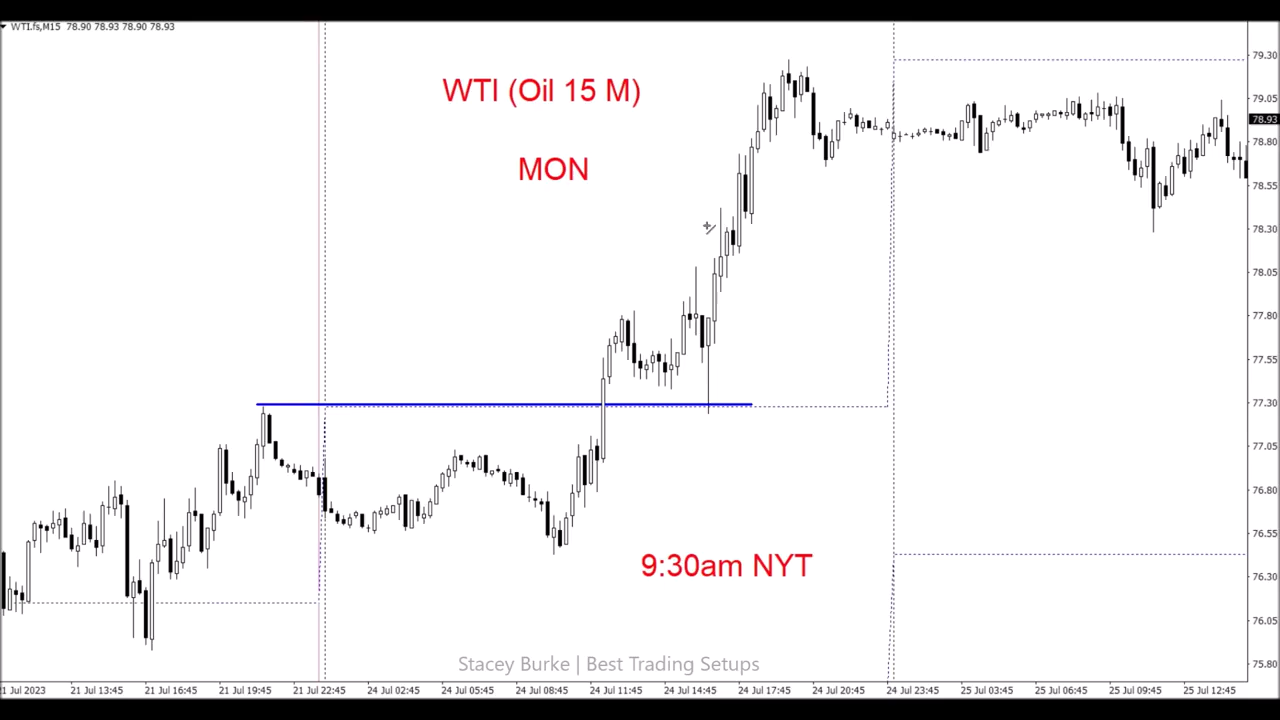 WTI.fs,M15 78.90 78.93 78.90 78.93
WTI (Oil 15 M)
MON
9:30am NYT
Stacey Burke | Best Trading Setups
79.30
79.05
78.93
78.80
78.55
78.30
78.05
77.80
77.55
77.30
77.05
76.80
76.55
76.30
76.05
75.80
1 Jul 2023 21 Jul 13:45 21 Jul 16:45 21 Jul 19:45 21 Jul 22:45 24 Jul 02:45 24 Jul 05:45 24 Jul 08:45 24 Jul 11:45 24 Jul 14:45 24 Jul 17:45 24 Jul 20:45 24 Jul 23:45 25 Jul 03:45 25 Jul 06:45 25 Jul 09:45 25 Jul 12:45